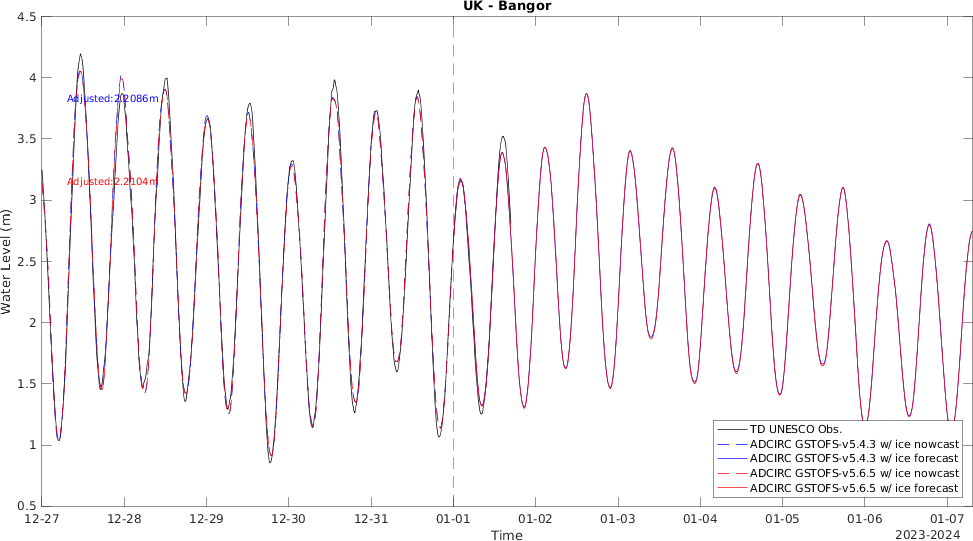 UK - Bangor
4.5
4
3.5
3
2.5
2
1.5
1
0.5
Water Level (m)
Adjusted:2.2086m
Adjusted:2.2104m
TD UNESCO Obs.
ADCIRC GSTOFS-v5.4.3 w/ ice nowcast
ADCIRC GSTOFS-v5.4.3 w/ ice forecast
ADCIRC GSTOFS-v5.6.5 w/ ice nowcast
ADCIRC GSTOFS-v5.6.5 w/ ice forecast
12-27 12-28 12-29 12-30 12-31 01-01 01-02 01-03 01-04 01-05 01-06 01-07
Time
2023-2024